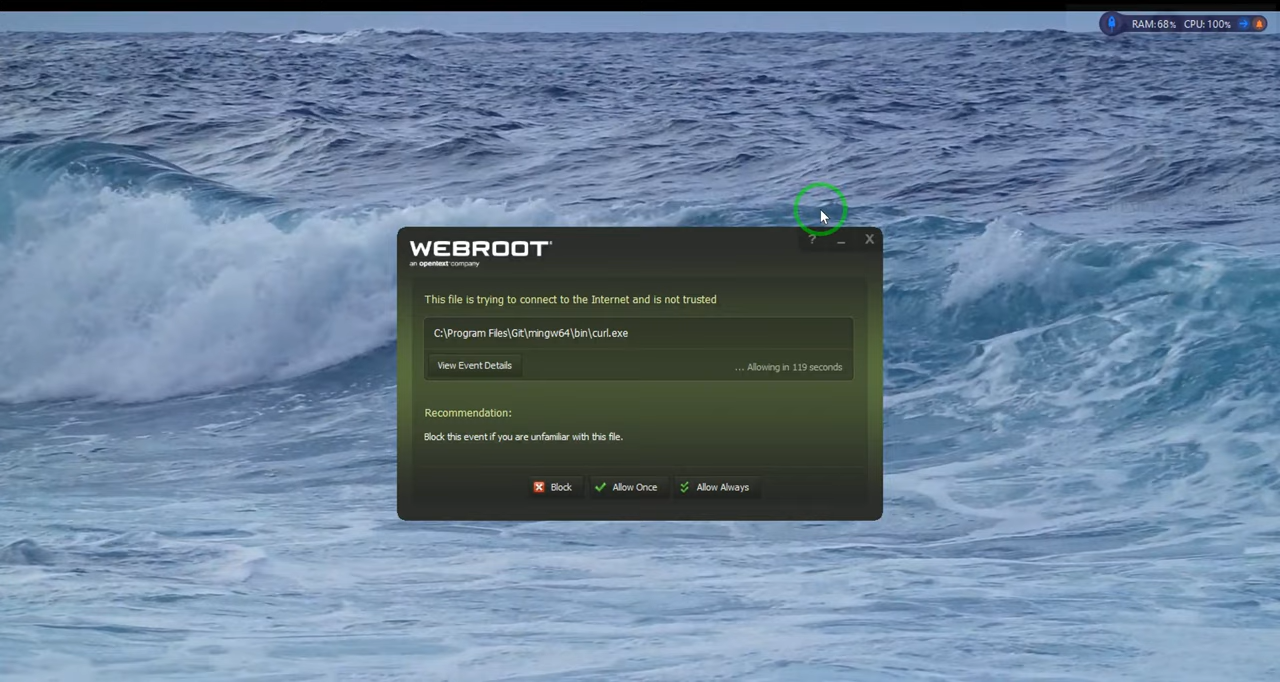 RAM:68% CPU: 100%
WEBROOT
an opentext company
?
_
X
This file is trying to connect to the Internet and is not trusted
C:\Program Files\Git\mingw64\bin\curl.exe
View Event Details
... Allowing in 119 seconds
Recommendation:
Block this event if you are unfamiliar with this file.
Block Allow Once Allow Always